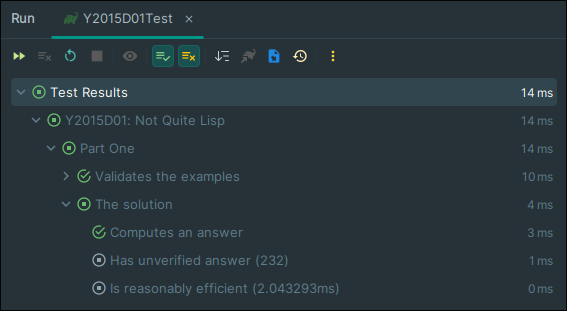 Run Y2015D01Test
Test Results 14 ms
Y2015D01: Not Quite Lisp 14 ms
Part One 14 ms
Validates the examples 10 ms
The solution 4 ms
Computes an answer 3 ms
Has unverified answer (232) 1 ms
Is reasonably efficient (2.043293ms) 0 ms